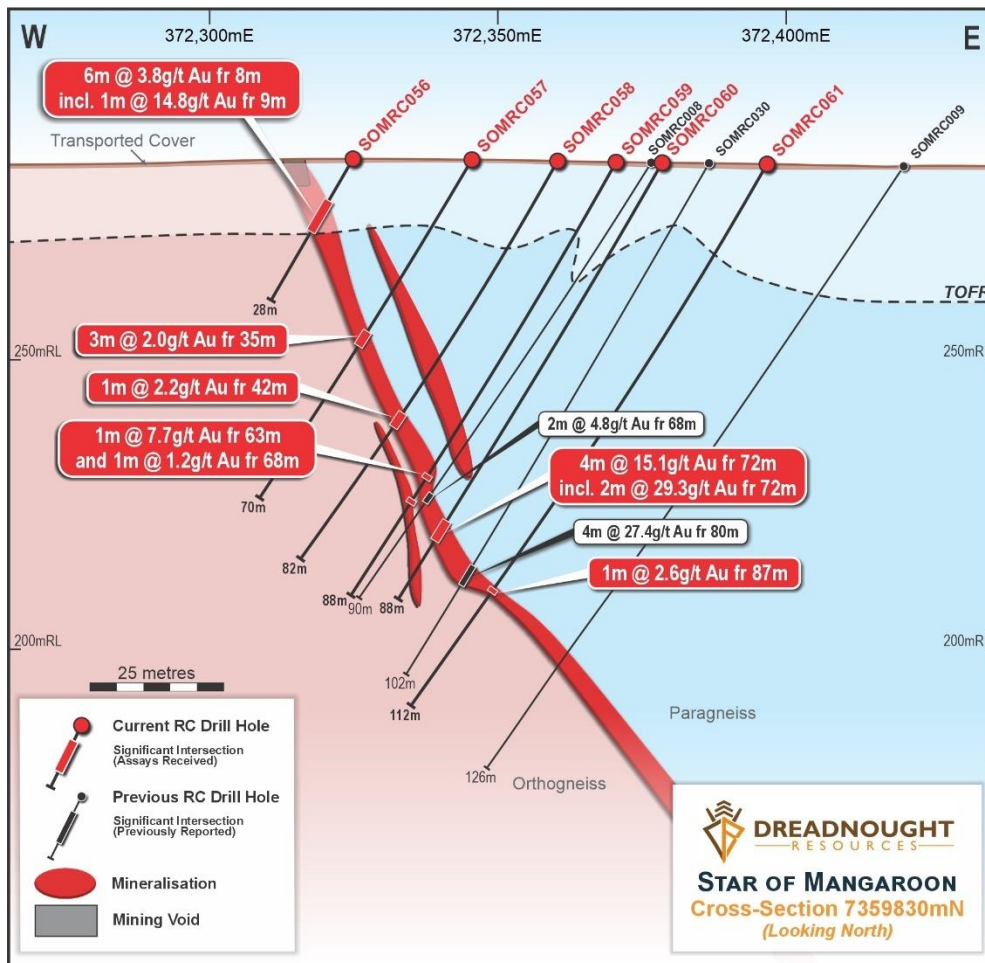 W
372,300mE
372,350mE
372,400mE
E
6m @ 3.8g/t Au fr 8m
incl. 1m @ 14.8g/t Au fr 9m
SOMRC056
SOMRC057
SOMRC058
SOMRC059
SOMRC008
SOMRC060
SOMRC030
SOMRC061
SOMRC009
Transported Cover
TOFR
28m
3m @ 2.0g/t Au fr 35m
250mRL
250mRL
1m @ 2.2g/t Au fr 42m
1m @ 7.7g/t Au fr 63m
and 1m @ 1.2g/t Au fr 68m
2m @ 4.8g/t Au fr 68m
4m @ 15.1g/t Au fr 72m
incl. 2m @ 29.3g/t Au fr 72m
4m @ 27.4g/t Au fr 80m
1m @ 2.6g/t Au fr 87m
70m
82m
88m
90m
88m
200mRL
200mR
102m
112m
126m
25 metres
Paragneiss
Orthogneiss
Current RC Drill Hole
Significant Intersection
(Assays Received)
Previous RC Drill Hole
Significant Intersection
(Previously Reported)
Mineralisation
Mining Void
DREADNOUGHT
RESOURCES
STAR OF MANGAROON
Cross-Section 7359830mN
(Looking North)